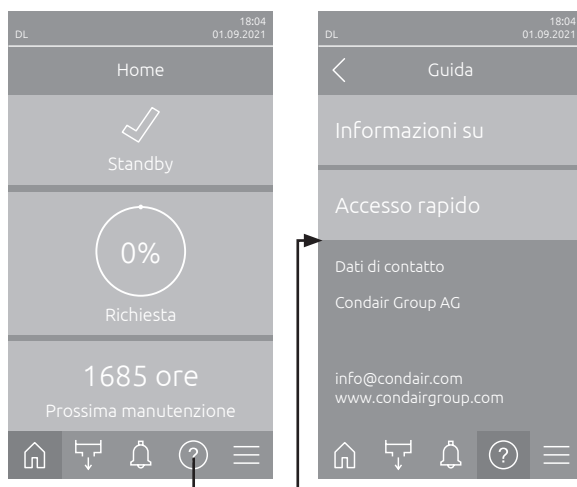 18:04
DL 01.09.2021
Home
Standby
0%
Richiesta
1685 ore
Prossima manutenzione
?
18:04
DL 01.09.2021
Guida
Informazioni su
Accesso rapido
Dati di contatto
Condair Group AG
info@condair.com
www.condairgroup.com
?